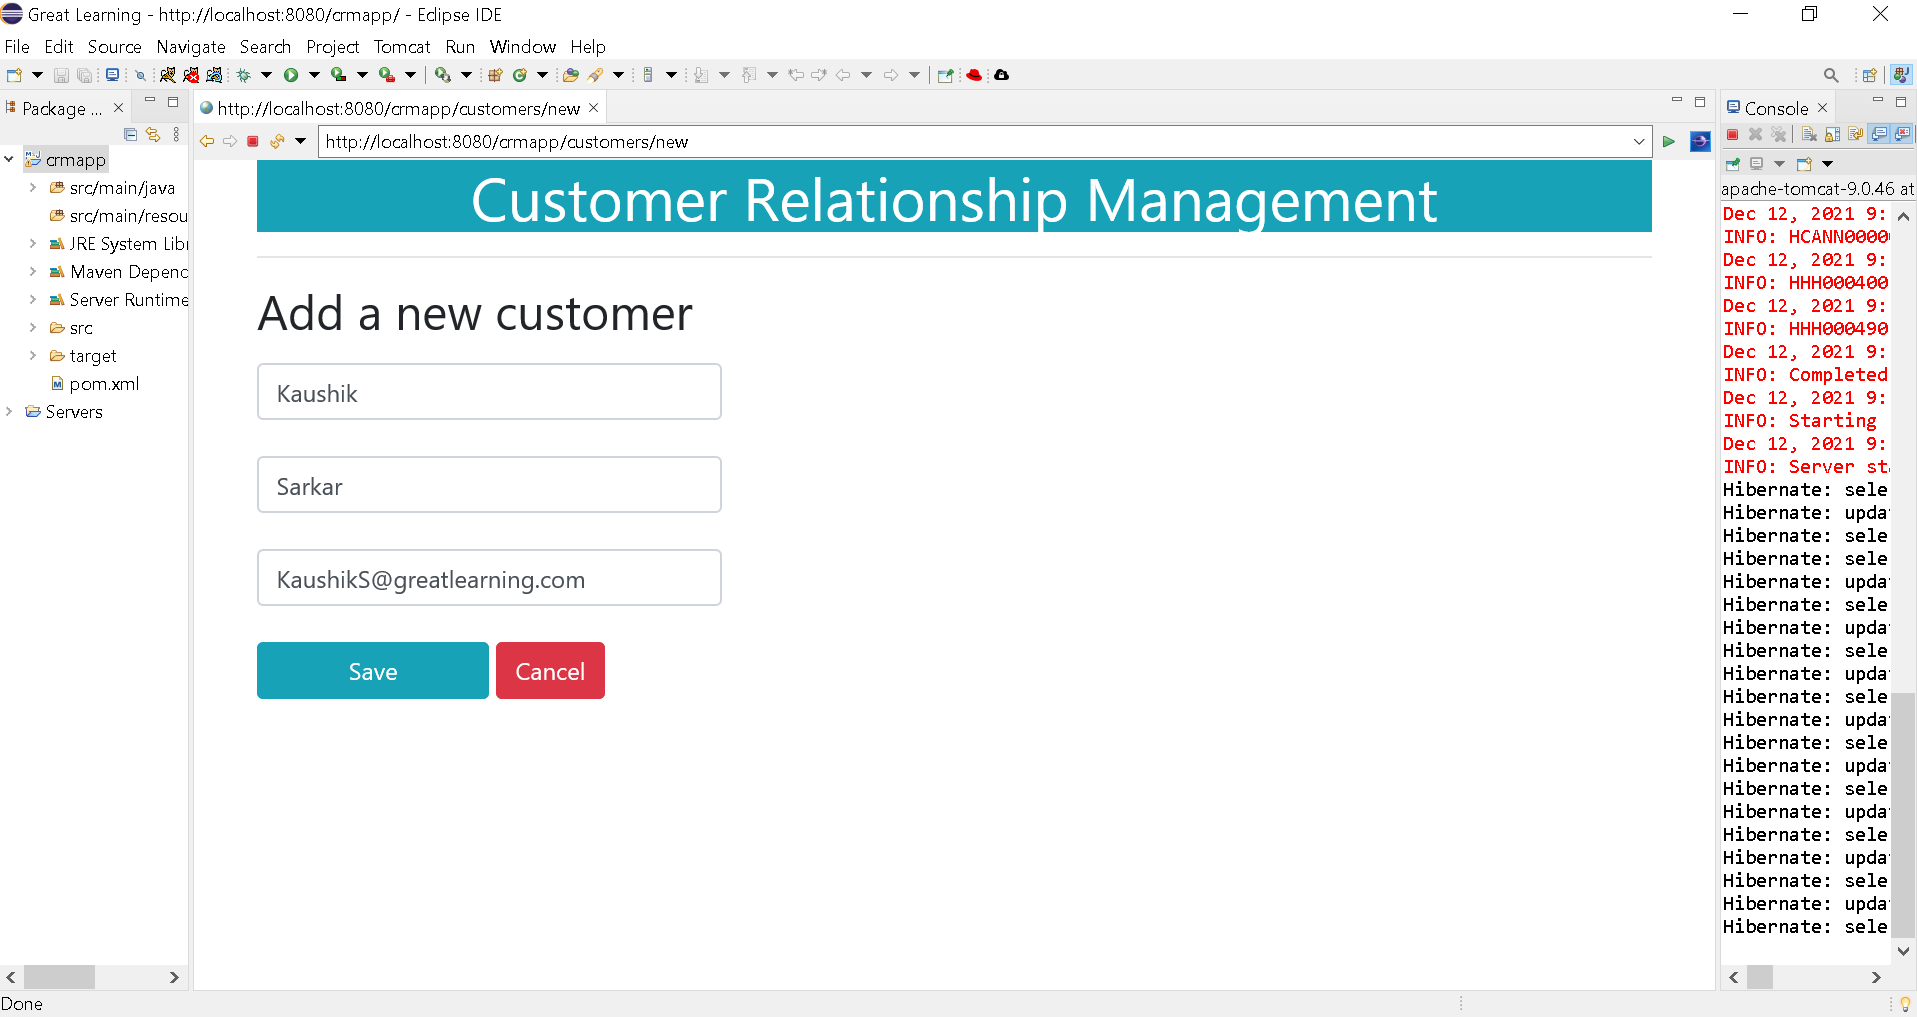 Great Learning - http://localhost:8080/crmapp/ - Eclipse IDE
File Edit Source Navigate Search Project Tomcat Run Window Help
Package ...
crmapp
src/main/java
src/main/resou
JRE System Libr
Maven Depend
Server Runtime
src
target
pom.xml
Servers
http://localhost:8080/crmapp/customers/new
http://localhost:8080/crmapp/customers/new
Customer Relationship Management
Add a new customer
Kaushik
Sarkar
KaushikS@greatlearning.com
Save Cancel
Console
apache-tomcat-9.0.46 at
Dec 12, 2021 9:
INFO: HCANN0000
Dec 12, 2021 9:
INFO: HHH000400
Dec 12, 2021 9:
INFO: HHH000490
Dec 12, 2021 9:
INFO: Completed
Dec 12, 2021 9:
INFO: Starting
Dec 12, 2021 9:
INFO: Server sta
Hibernate: sele
Hibernate: upda
Hibernate: sele
Hibernate: sele
Hibernate: upda
Hibernate: sele
Hibernate: upda
Hibernate: sele
Hibernate: upda
Hibernate: sele
Hibernate: upda
Hibernate: sele
Hibernate: upda
Hibernate: sele
Hibernate: upda
Hibernate: sele
Hibernate: upda
Hibernate: sele
Hibernate: upda
Hibernate: sele
Done